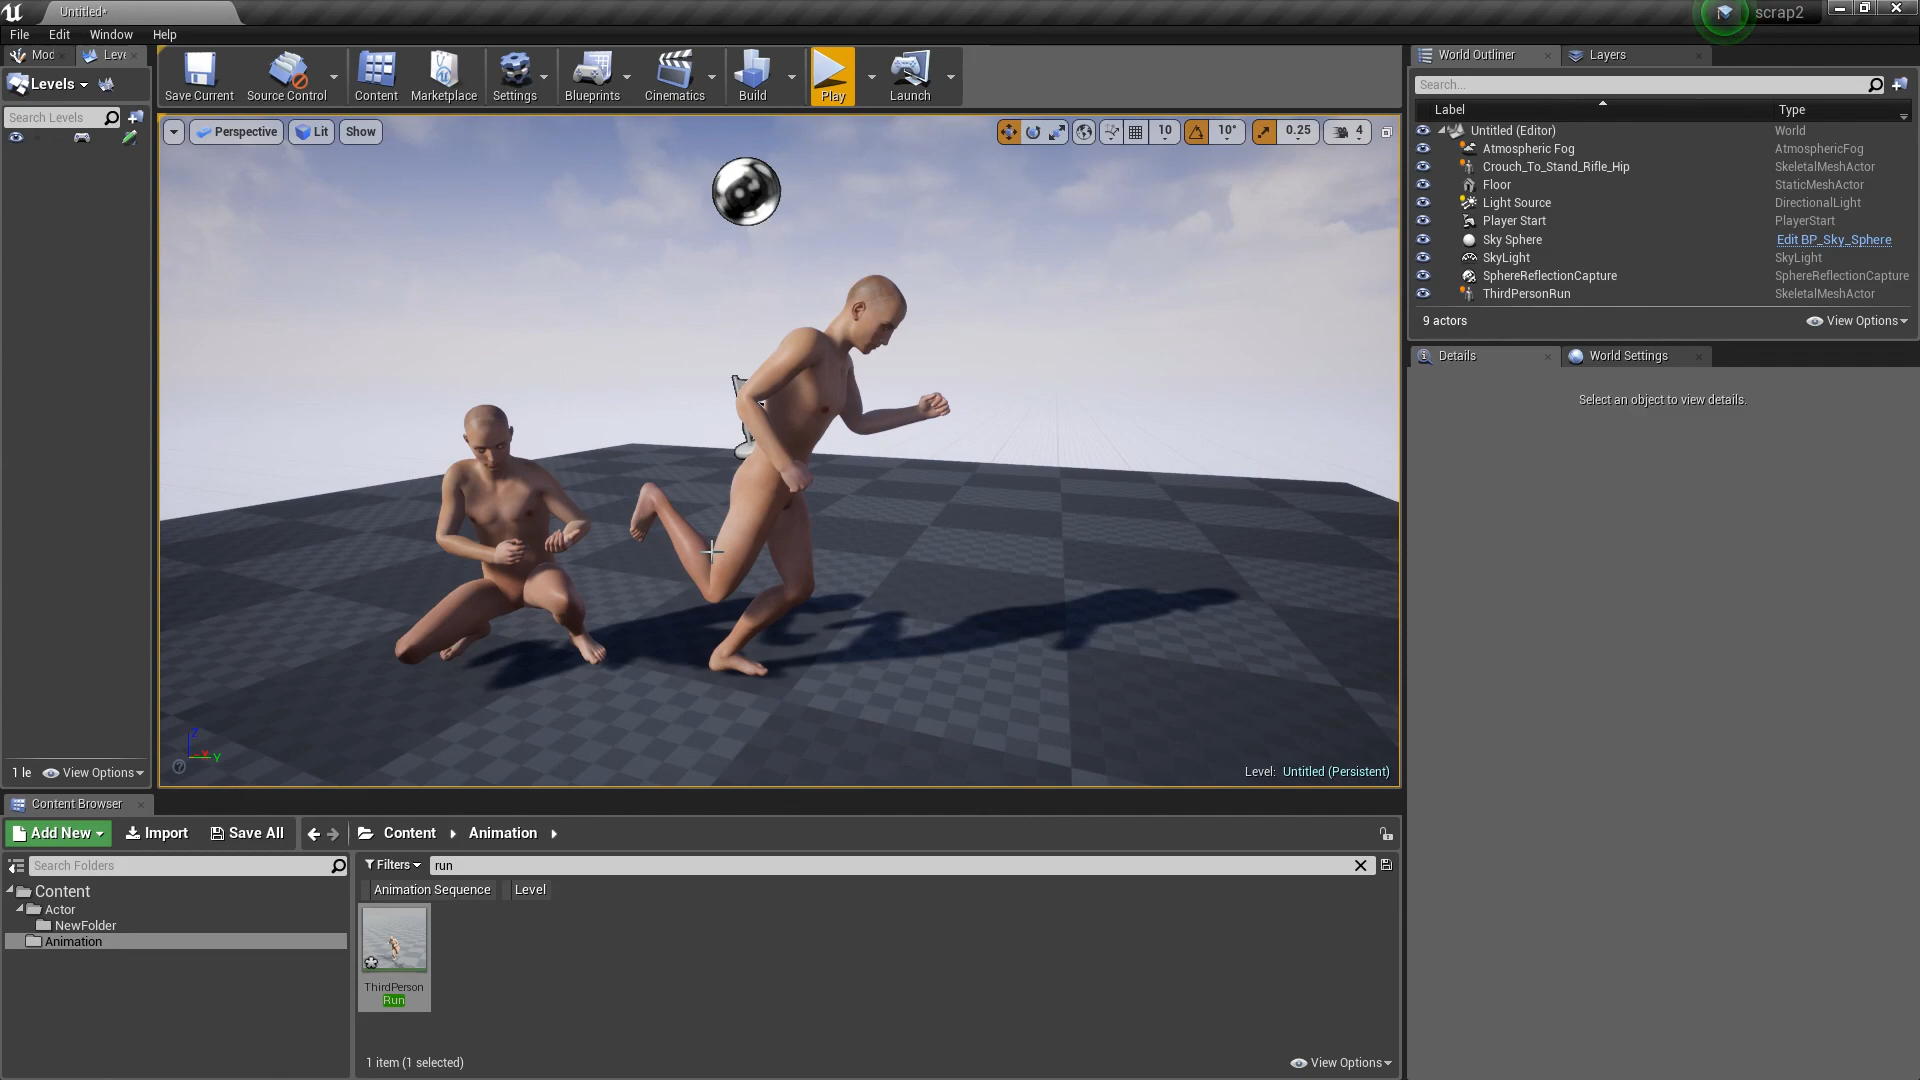 Untitled*
scrap2
File Edit Window Help
Mod Leve
Levels
Search Levels
Save Current Source Control Content Marketplace Settings Blueprints Cinematics Build Play Launch
Perspective Lit Show
10 10° 0.25 4
World Outliner Layers
Search...
Label Type
Untitled (Editor) World
Atmospheric Fog AtmosphericFog
Crouch_To_Stand_Rifle_Hip SkeletalMeshActor
Floor StaticMeshActor
Light Source DirectionalLight
Player Start PlayerStart
Sky Sphere Edit BP_Sky_Sphere
SkyLight SkyLight
SphereReflectionCapture SphereReflectionCapture
ThirdPersonRun SkeletalMeshActor
9 actors View Options
Details World Settings
Select an object to view details.
Z
X Y
Level: Untitled (Persistent)
1 le View Options
Content Browser
Add New Import Save All Content Animation
Search Folders
Filters run
Animation Sequence Level
Content
Actor
NewFolder
Animation
ThirdPerson
Run
1 item (1 selected) View Options